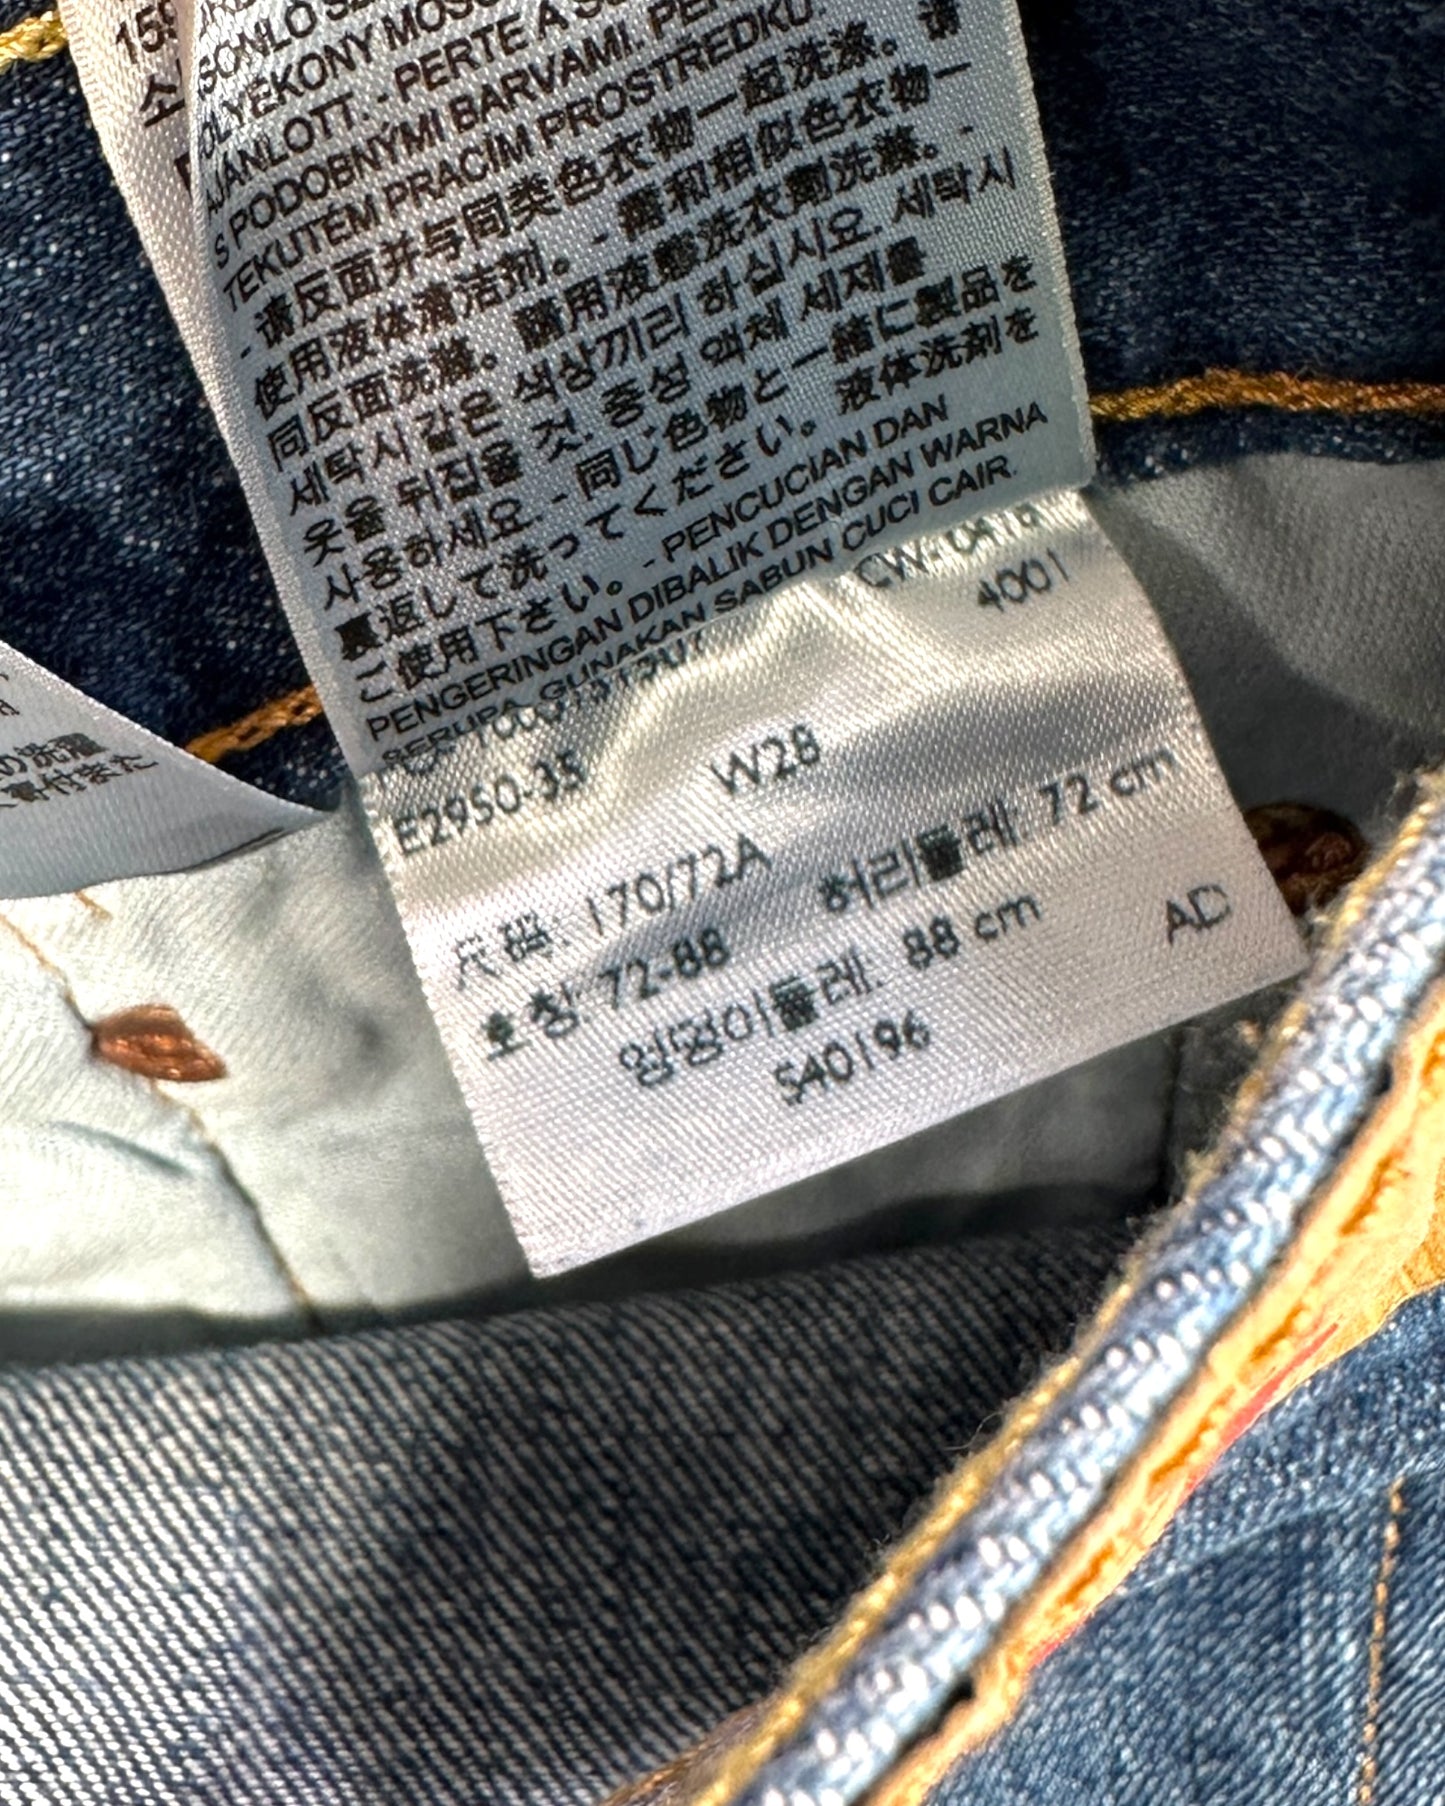 AJÁNLOTT. - PERTE A S
S PODOBNÝMI BARVAMI. PE
TEKUTÉM PRACÍM PROSTŘEDKU.
- 请反面并与同类色衣物一起洗涤。请
使用液体清洁剂。 - 請和相似色衣物一
同反面洗滌。請用液體洗衣劑洗滌。 -
세탁시 같은 색상끼리 하십시오. 세탁시
옷을 뒤집을 것. 중성 액체 세제를
사용하세요. - 同じ色物と一緒に製品を
裏返して洗ってください。液体洗剤を
ご使用下さい。 - PENCUCIAN DAN
PENGERINGAN DIBALIK DENGAN WARNA
SERUPA. GUNAKAN SABUN CUCI CAIR.
4001
E2950-35 W28
尺码: 170/72A 허리둘레: 72 cm
호칭: 72-88
엉덩이둘레: 88 cm AD
S40196